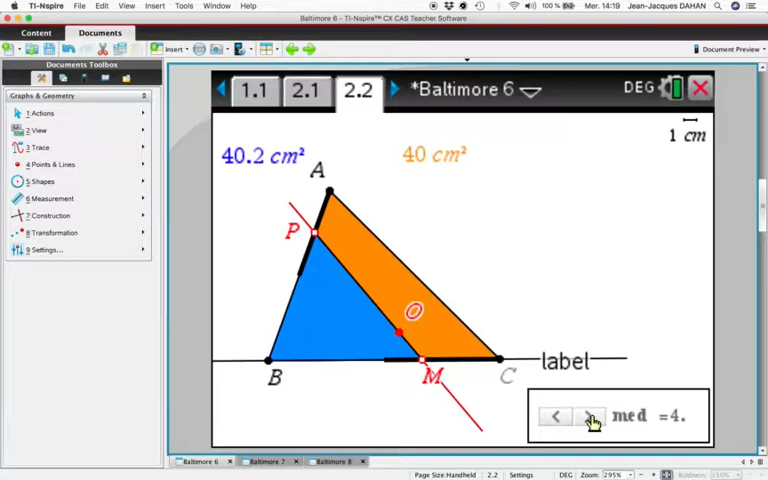 TI-Nspire File Edit View Insert Tools Window Help 100 % Mer. 14:19 Jean-Jacques DAHAN
Baltimore 6 - TI-Nspire™ CX CAS Teacher Software
Content Documents
Insert Document Preview
Documents Toolbox
Graphs & Geometry
1 Actions
2 View
3 Trace
4 Points & Lines
5 Shapes
6 Measurement
7 Construction
8 Transformation
9 Settings...
1.1 2.1 2.2 *Baltimore 6 DEG
1 cm
40.2 cm² 40 cm²
A
P
O
label
B M C
med =4.
Baltimore 6 Baltimore 7 Baltimore 8
Page Size:Handheld 2.2 Settings DEG Zoom: 295% Boldness: 150%